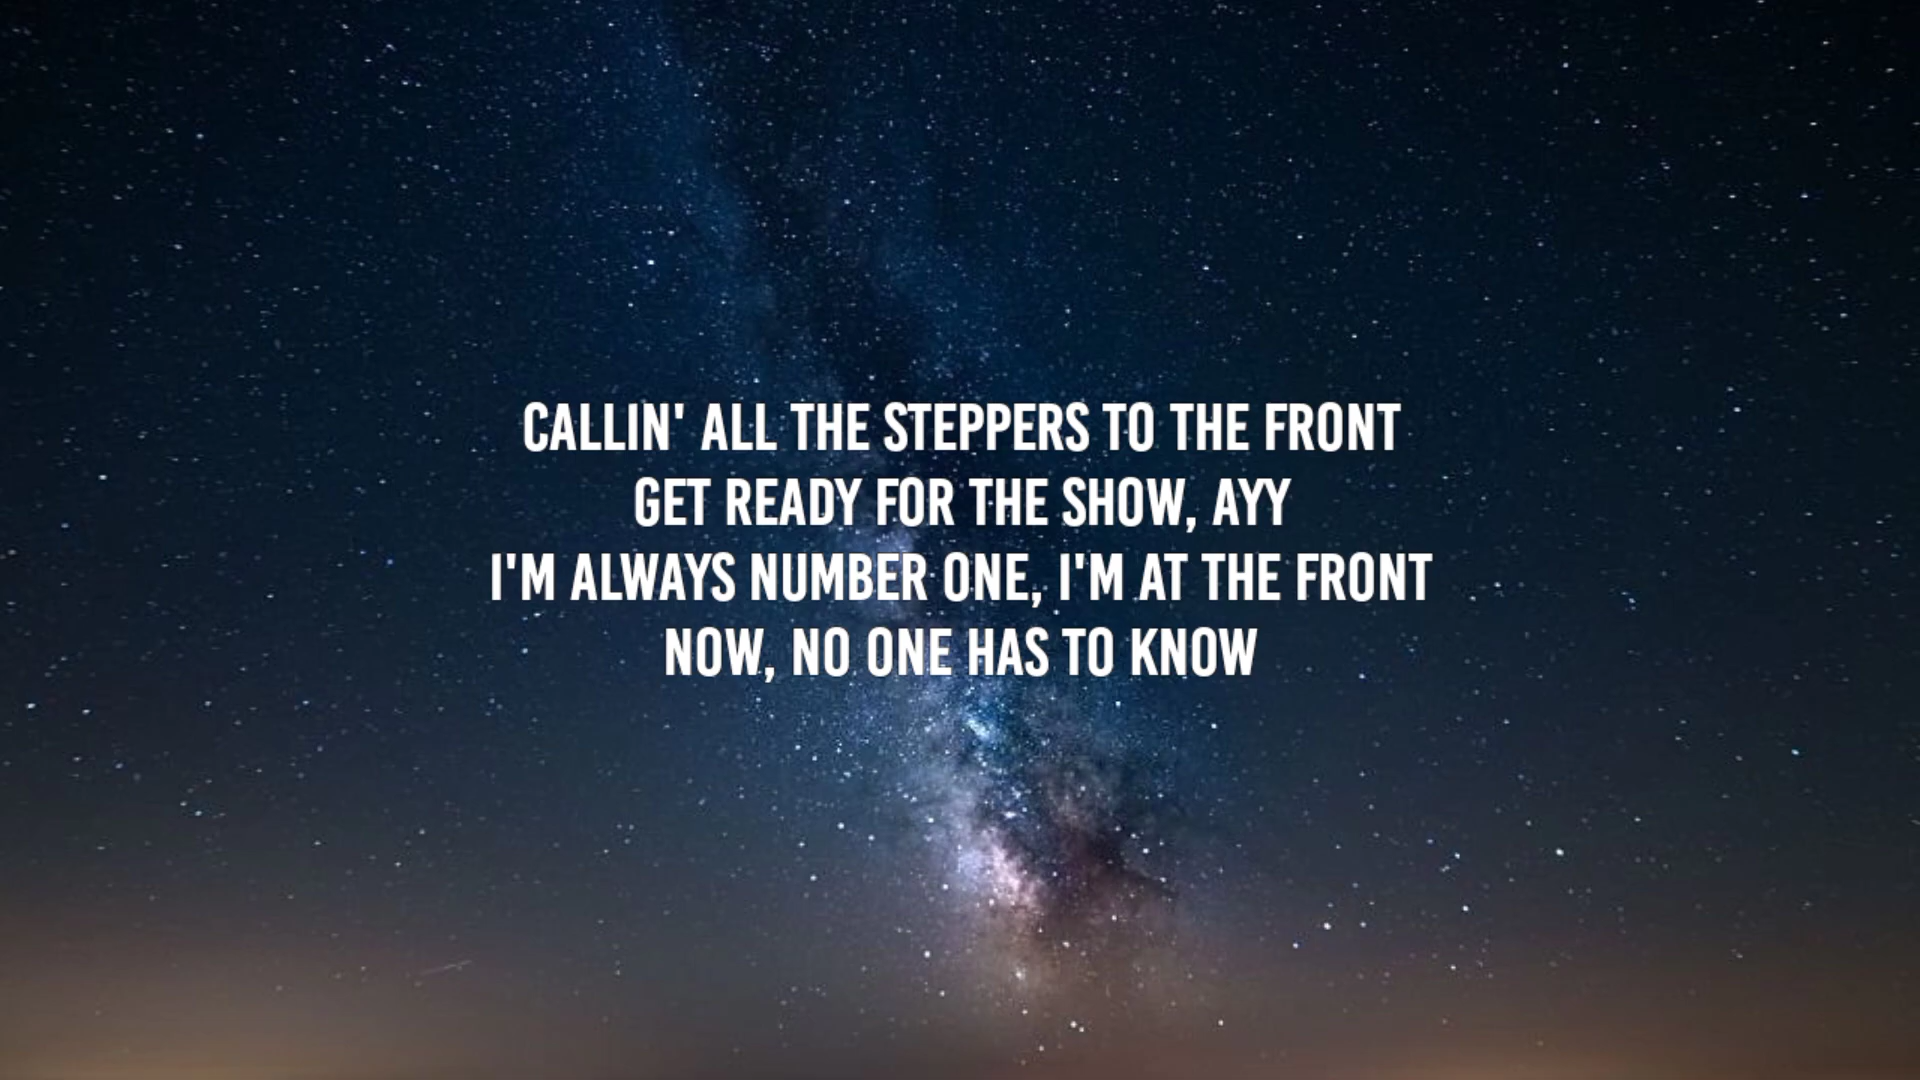 CALLIN' ALL THE STEPPERS TO THE FRONT
GET READY FOR THE SHOW, AYY
I'M ALWAYS NUMBER ONE, I'M AT THE FRONT
NOW, NO ONE HAS TO KNOW